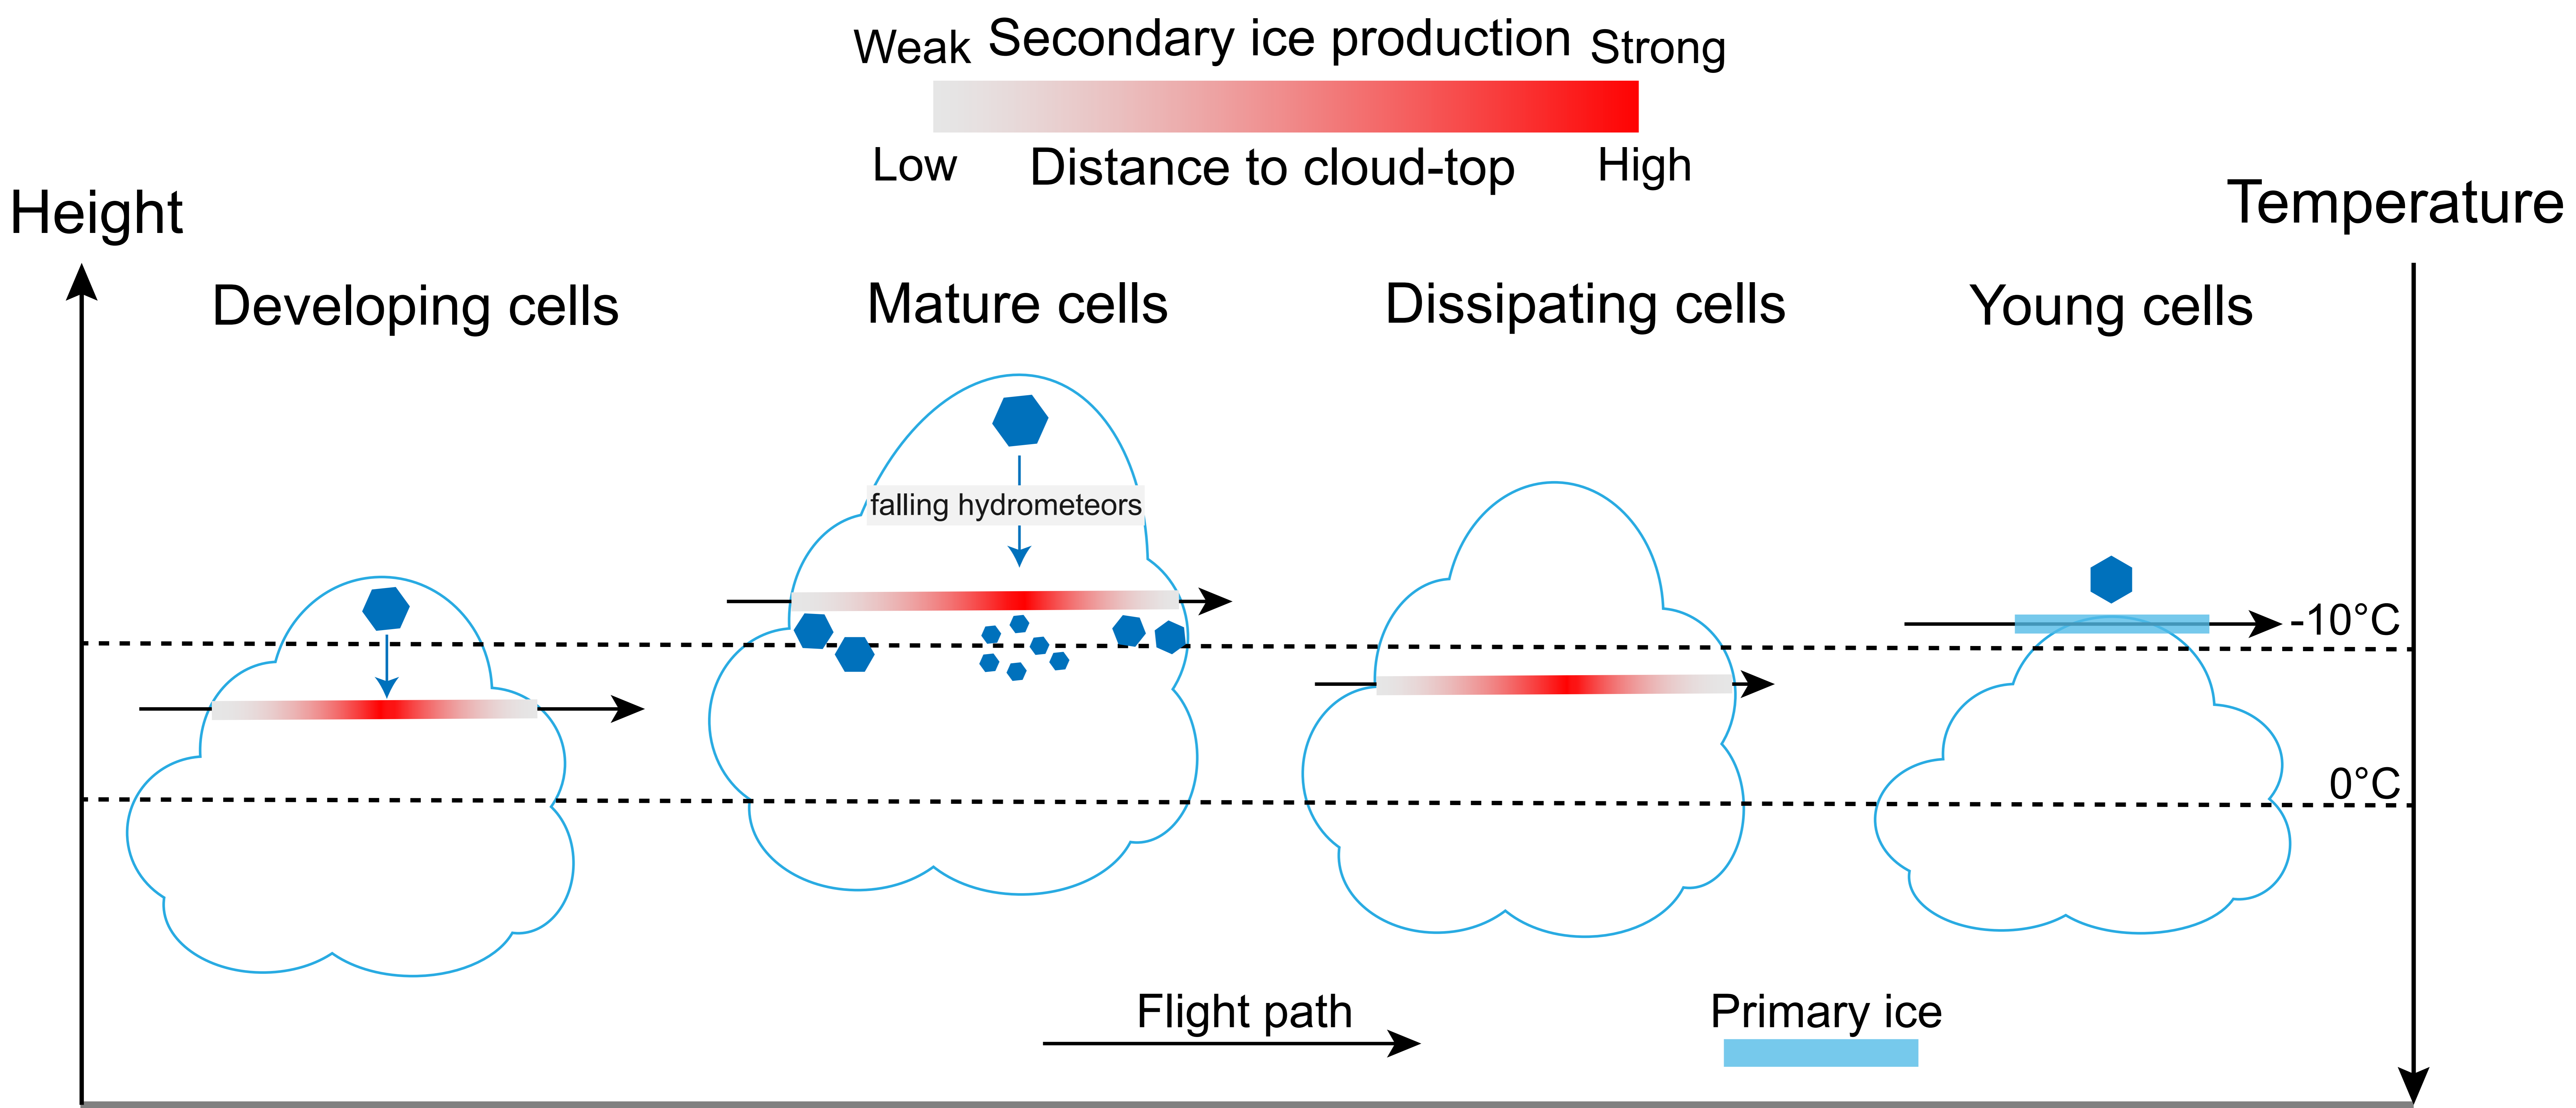 Weak Secondary ice production Strong
Low Distance to cloud-top High
Height
Temperature
Developing cells
Mature cells
Dissipating cells
Young cells
falling hydrometeors
-10°C
0°C
Flight path
Primary ice